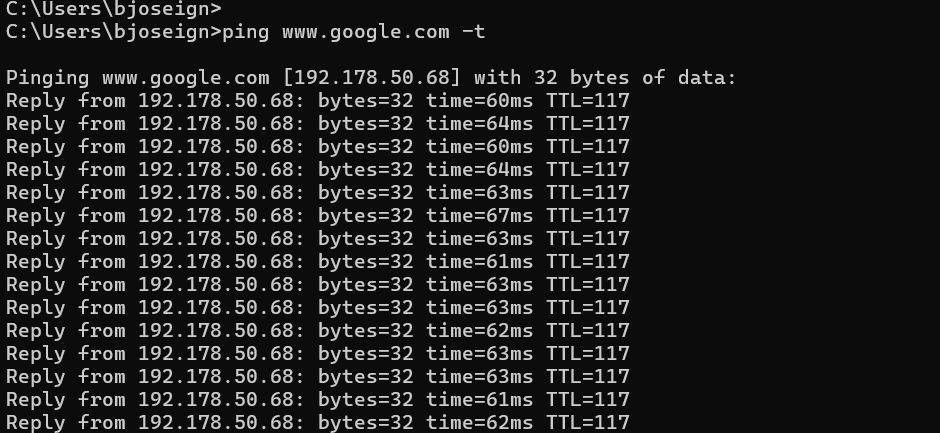 C:\Users\bjoseign>
C:\Users\bjoseign>ping www.google.com -t
Pinging www.google.com [192.178.50.68] with 32 bytes of data:
Reply from 192.178.50.68: bytes=32 time=60ms TTL=117
Reply from 192.178.50.68: bytes=32 time=64ms TTL=117
Reply from 192.178.50.68: bytes=32 time=60ms TTL=117
Reply from 192.178.50.68: bytes=32 time=64ms TTL=117
Reply from 192.178.50.68: bytes=32 time=63ms TTL=117
Reply from 192.178.50.68: bytes=32 time=67ms TTL=117
Reply from 192.178.50.68: bytes=32 time=63ms TTL=117
Reply from 192.178.50.68: bytes=32 time=61ms TTL=117
Reply from 192.178.50.68: bytes=32 time=63ms TTL=117
Reply from 192.178.50.68: bytes=32 time=63ms TTL=117
Reply from 192.178.50.68: bytes=32 time=62ms TTL=117
Reply from 192.178.50.68: bytes=32 time=63ms TTL=117
Reply from 192.178.50.68: bytes=32 time=63ms TTL=117
Reply from 192.178.50.68: bytes=32 time=61ms TTL=117
Reply from 192.178.50.68: bytes=32 time=62ms TTL=117